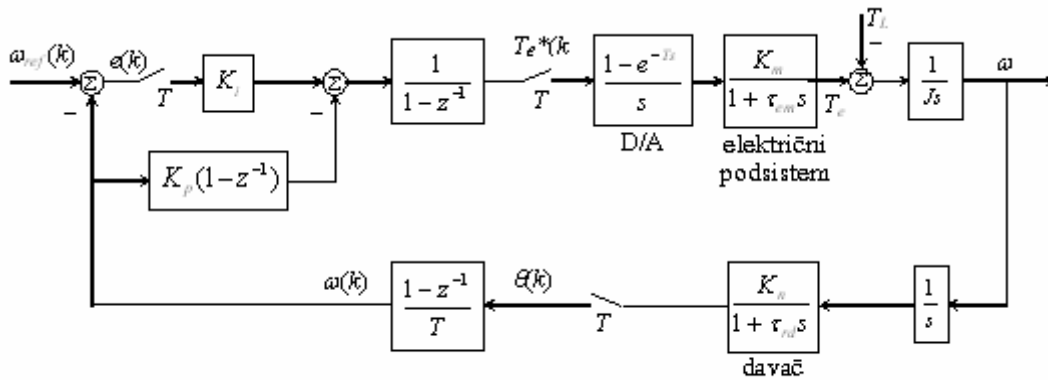 ω_ref(k)
e(k)
T
K_i
1 / (1 − z^−1)
T_e*(k
T
(1 − e^−Ts) / s
D/A
K_m / (1 + τ_em s)
električni
podsistem
T_e
T_L
1 / Js
ω
Σ
Σ
Σ
−
−
−
K_p(1 − z^−1)
ω(k)
(1 − z^−1) / T
θ(k)
T
K_n / (1 + τ_rd s)
davač
1 / s